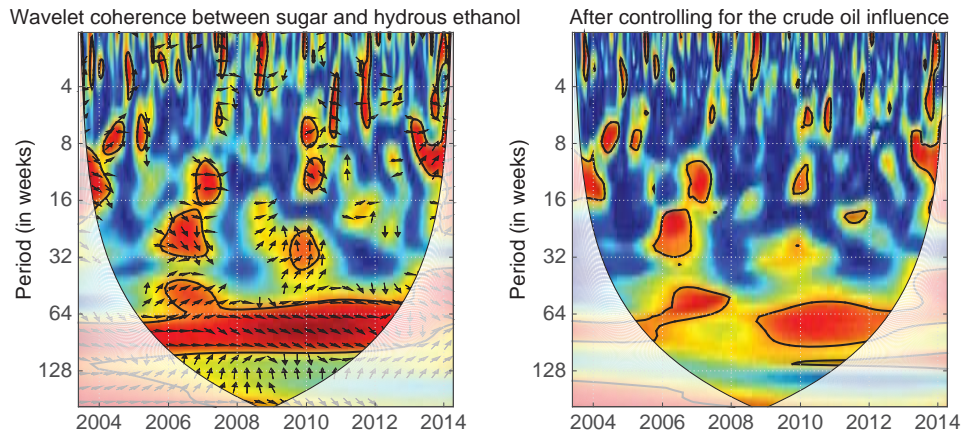 Wavelet coherence between sugar and hydrous ethanol
After controlling for the crude oil influence
Period (in weeks)
4
8
16
32
64
128
2004 2006 2008 2010 2012 2014
Period (in weeks)
4
8
16
32
64
128
2004 2006 2008 2010 2012 2014